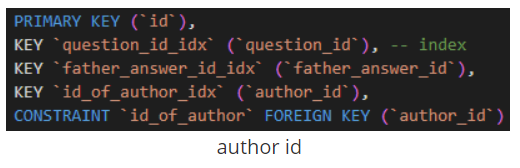 PRIMARY KEY (`id`),
KEY `question_id_idx` (`question_id`), -- index
KEY `father_answer_id_idx` (`father_answer_id`),
KEY `id_of_author_idx` (`author_id`),
CONSTRAINT `id_of_author` FOREIGN KEY (`author_id`)
author id